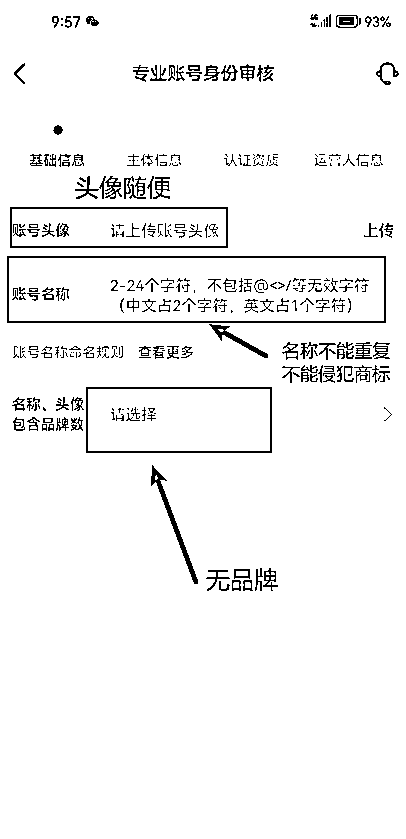 9:57
93%
专业账号身份审核
基础信息 主体信息 认证资质 运营人信息
头像随便
账号头像 请上传账号头像 上传
账号名称 2-24个字符，不包括@<>/等无效字符
（中文占2个字符，英文占1个字符）
账号名称命名规则 查看更多
名称不能重复
不能侵犯商标
名称、头像
包含品牌数 请选择
无品牌